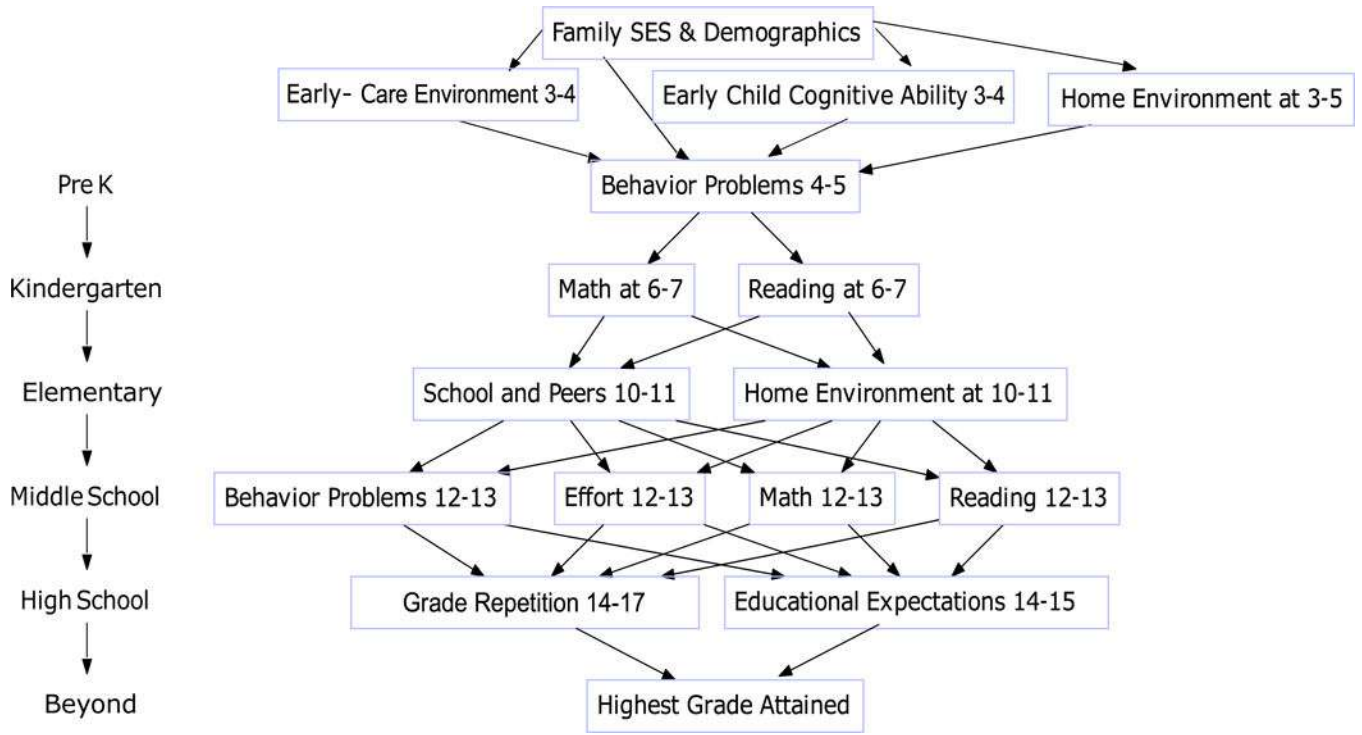 Family SES & Demographics
Early- Care Environment 3-4
Early Child Cognitive Ability 3-4
Home Environment at 3-5
Pre K
Behavior Problems 4-5
Kindergarten
Math at 6-7
Reading at 6-7
Elementary
School and Peers 10-11
Home Environment at 10-11
Middle School
Behavior Problems 12-13
Effort 12-13
Math 12-13
Reading 12-13
High School
Grade Repetition 14-17
Educational Expectations 14-15
Beyond
Highest Grade Attained